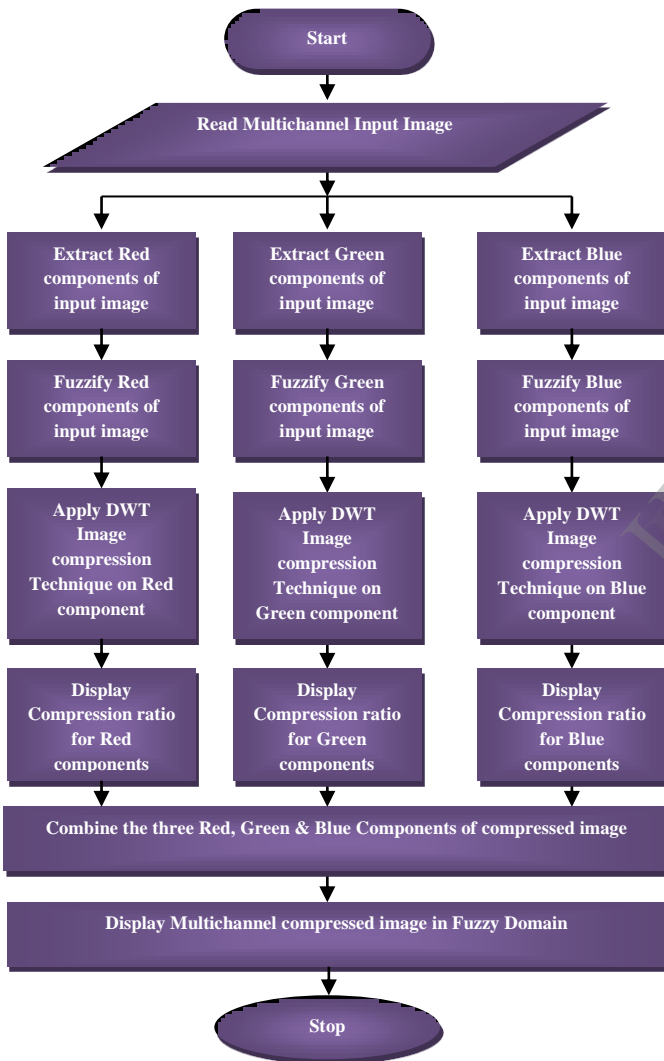 Start
Read Multichannel Input Image
Extract Red
components of
input image
Extract Green
components of
input image
Extract Blue
components of
input image
Fuzzify Red
components of
input image
Fuzzify Green
components of
input image
Fuzzify Blue
components of
input image
Apply DWT
Image
compression
Technique on Red
component
Apply DWT
Image
compression
Technique on
Green component
Apply DWT
Image
compression
Technique on Blue
component
Display
Compression ratio
for Red
components
Display
Compression ratio
for Green
components
Display
Compression ratio
for Blue
components
Combine the three Red, Green & Blue Components of compressed image
Display Multichannel compressed image in Fuzzy Domain
Stop